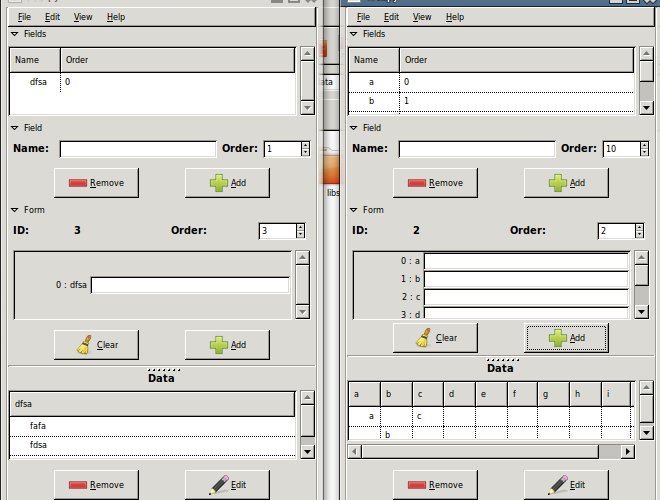 File Edit View Help
Fields
Name Order
dfsa 0
Field
Name: Order: 1
Remove Add
Form
ID: 3 Order: 3
0 : dfsa
Clear Add
Data
dfsa
fafa
fdsa
Remove Edit
ata
libs
File Edit View Help
Fields
Name Order
a 0
b 1
Field
Name: Order: 10
Remove Add
Form
ID: 2 Order: 2
0 : a
1 : b
2 : c
3 : d
Clear Add
Data
a b c d e f g h i
a c
b
Remove Edit